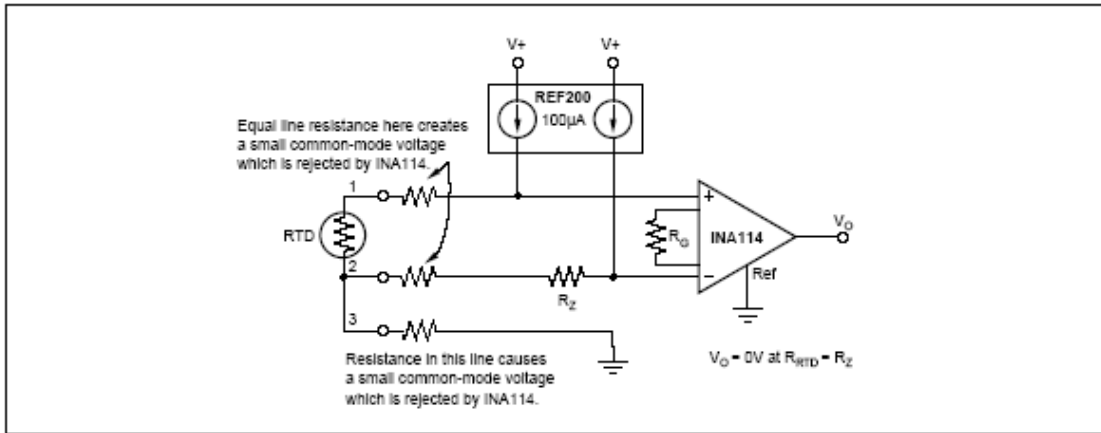 V+ V+
REF200
100µA
Equal line resistance here creates
a small common-mode voltage
which is rejected by INA114.
1
RTD
2
3
R_Z
R_G
+
INA114
−
Ref
V_O
Resistance in this line causes
a small common-mode voltage
which is rejected by INA114.
V_O = 0V at R_RTD = R_Z